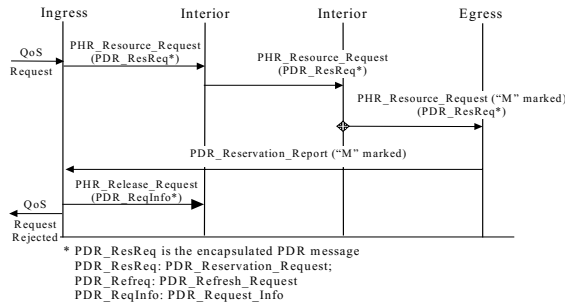 Ingress Interior Interior Egress
QoS
Request
PHR_Resource_Request
(PDR_ResReq*)
PHR_Resource_Request
(PDR_ResReq*)
PHR_Resource_Request (“M” marked)
(PDR_ResReq*)
PDR_Reservation_Report (“M” marked)
PHR_Release_Request
(PDR_ReqInfo*)
QoS
Request
Rejected
* PDR_ResReq is the encapsulated PDR message
PDR_ResReq: PDR_Reservation_Request;
PDR_Refreq: PDR_Refresh_Request
PDR_ReqInfo: PDR_Request_Info